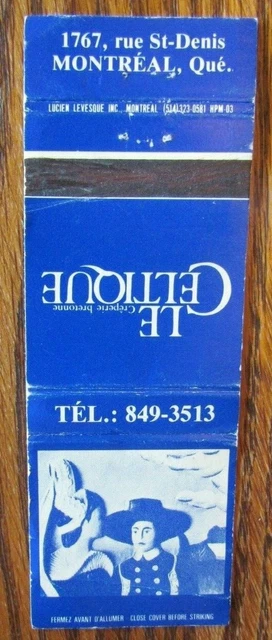 1767, rue St-Denis
MONTRÉAL, Qué.
LUCIEN LEVESQUE INC. MONTREAL (514)323-0581 HPM-83
LE
CELTIQUE
Crêperie bretonne
TÉL.: 849-3513
FERMEZ AVANT D'ALLUMER CLOSE COVER BEFORE STRIKING